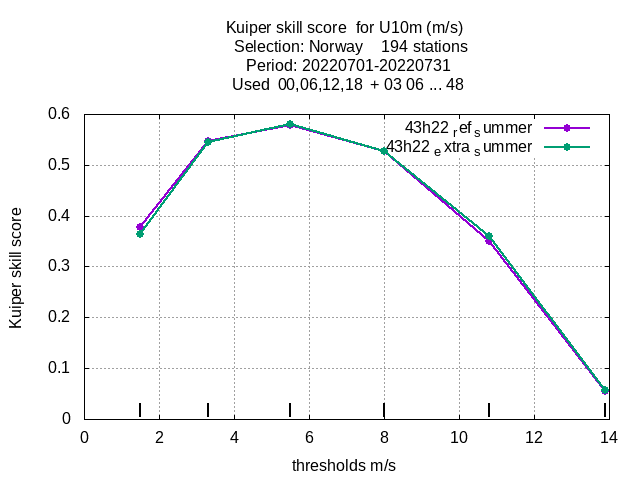 Kuiper skill score  for U10m (m/s)
Selection: Norway    194 stations
Period: 20220701-20220731
Used  00,06,12,18  + 03 06 ... 48
0.6
0.5
0.4
0.3
0.2
0.1
0
Kuiper skill score
43h22 ref summer
43h22 extra summer
0 2 4 6 8 10 12 14
thresholds m/s